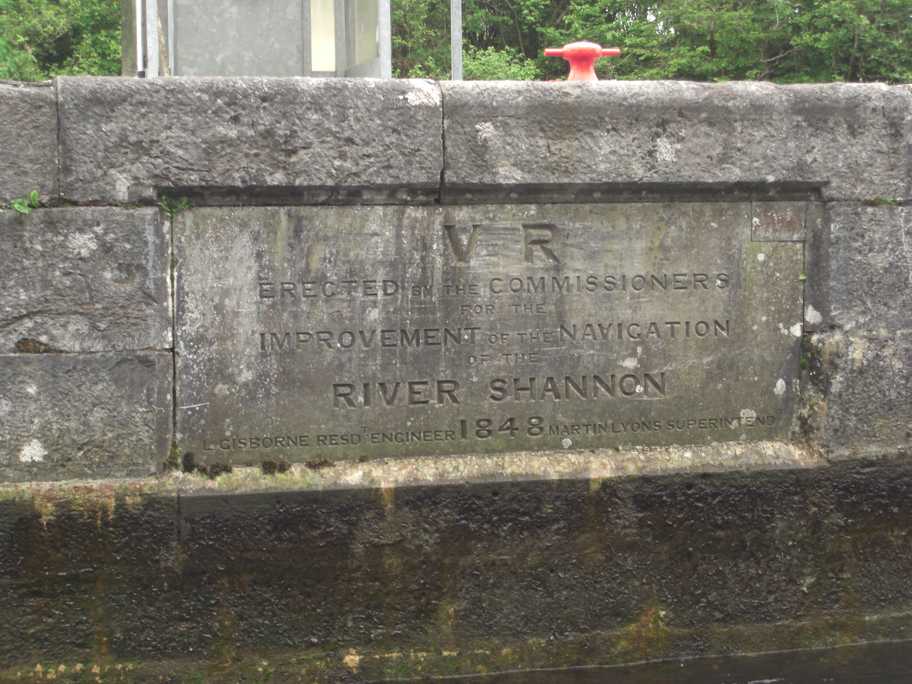 V R
ERECTED BY THE COMMISSIONERS
FOR THE
IMPROVEMENT OF THE NAVIGATION
OF THE
RIVER SHANNON
L. GISBORNE RESDT ENGINEER 1848 MARTIN LYONS SUPERINTEND